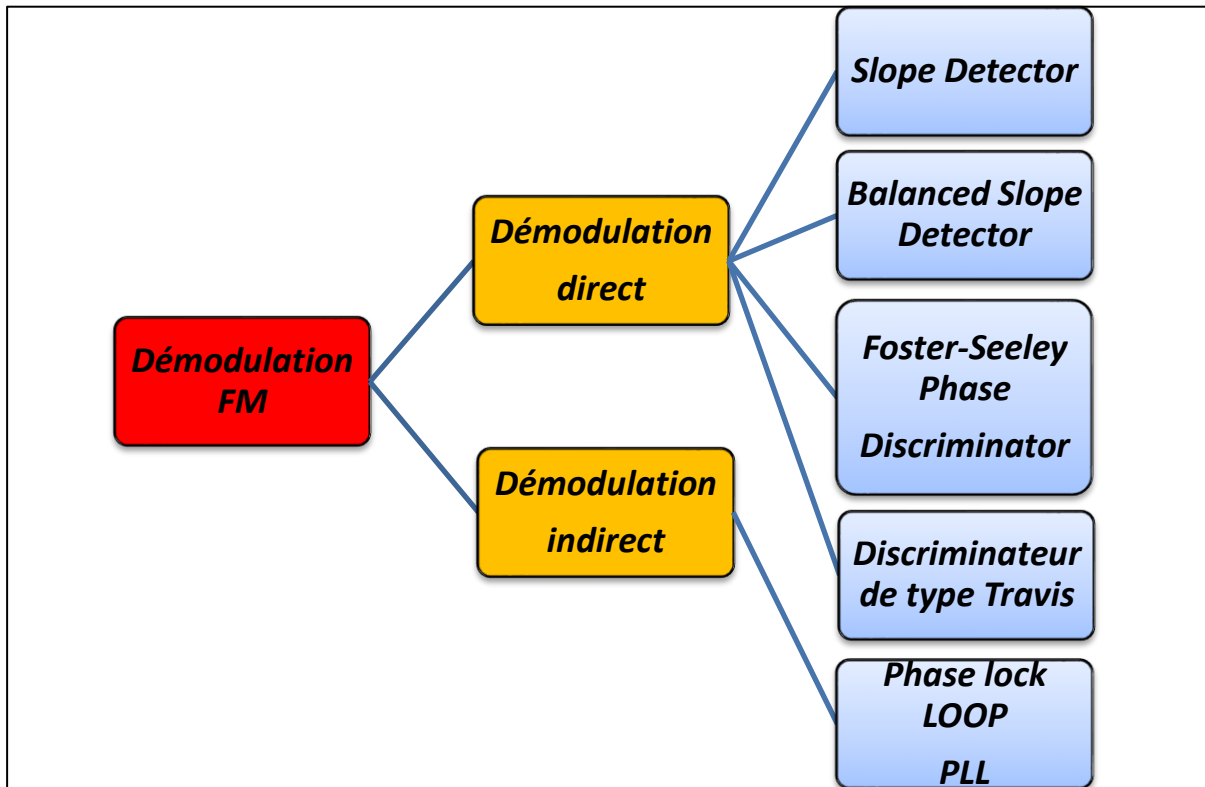 Démodulation
FM
Démodulation
direct
Démodulation
indirect
Slope Detector
Balanced Slope
Detector
Foster-Seeley
Phase
Discriminator
Discriminateur
de type Travis
Phase lock
LOOP
PLL